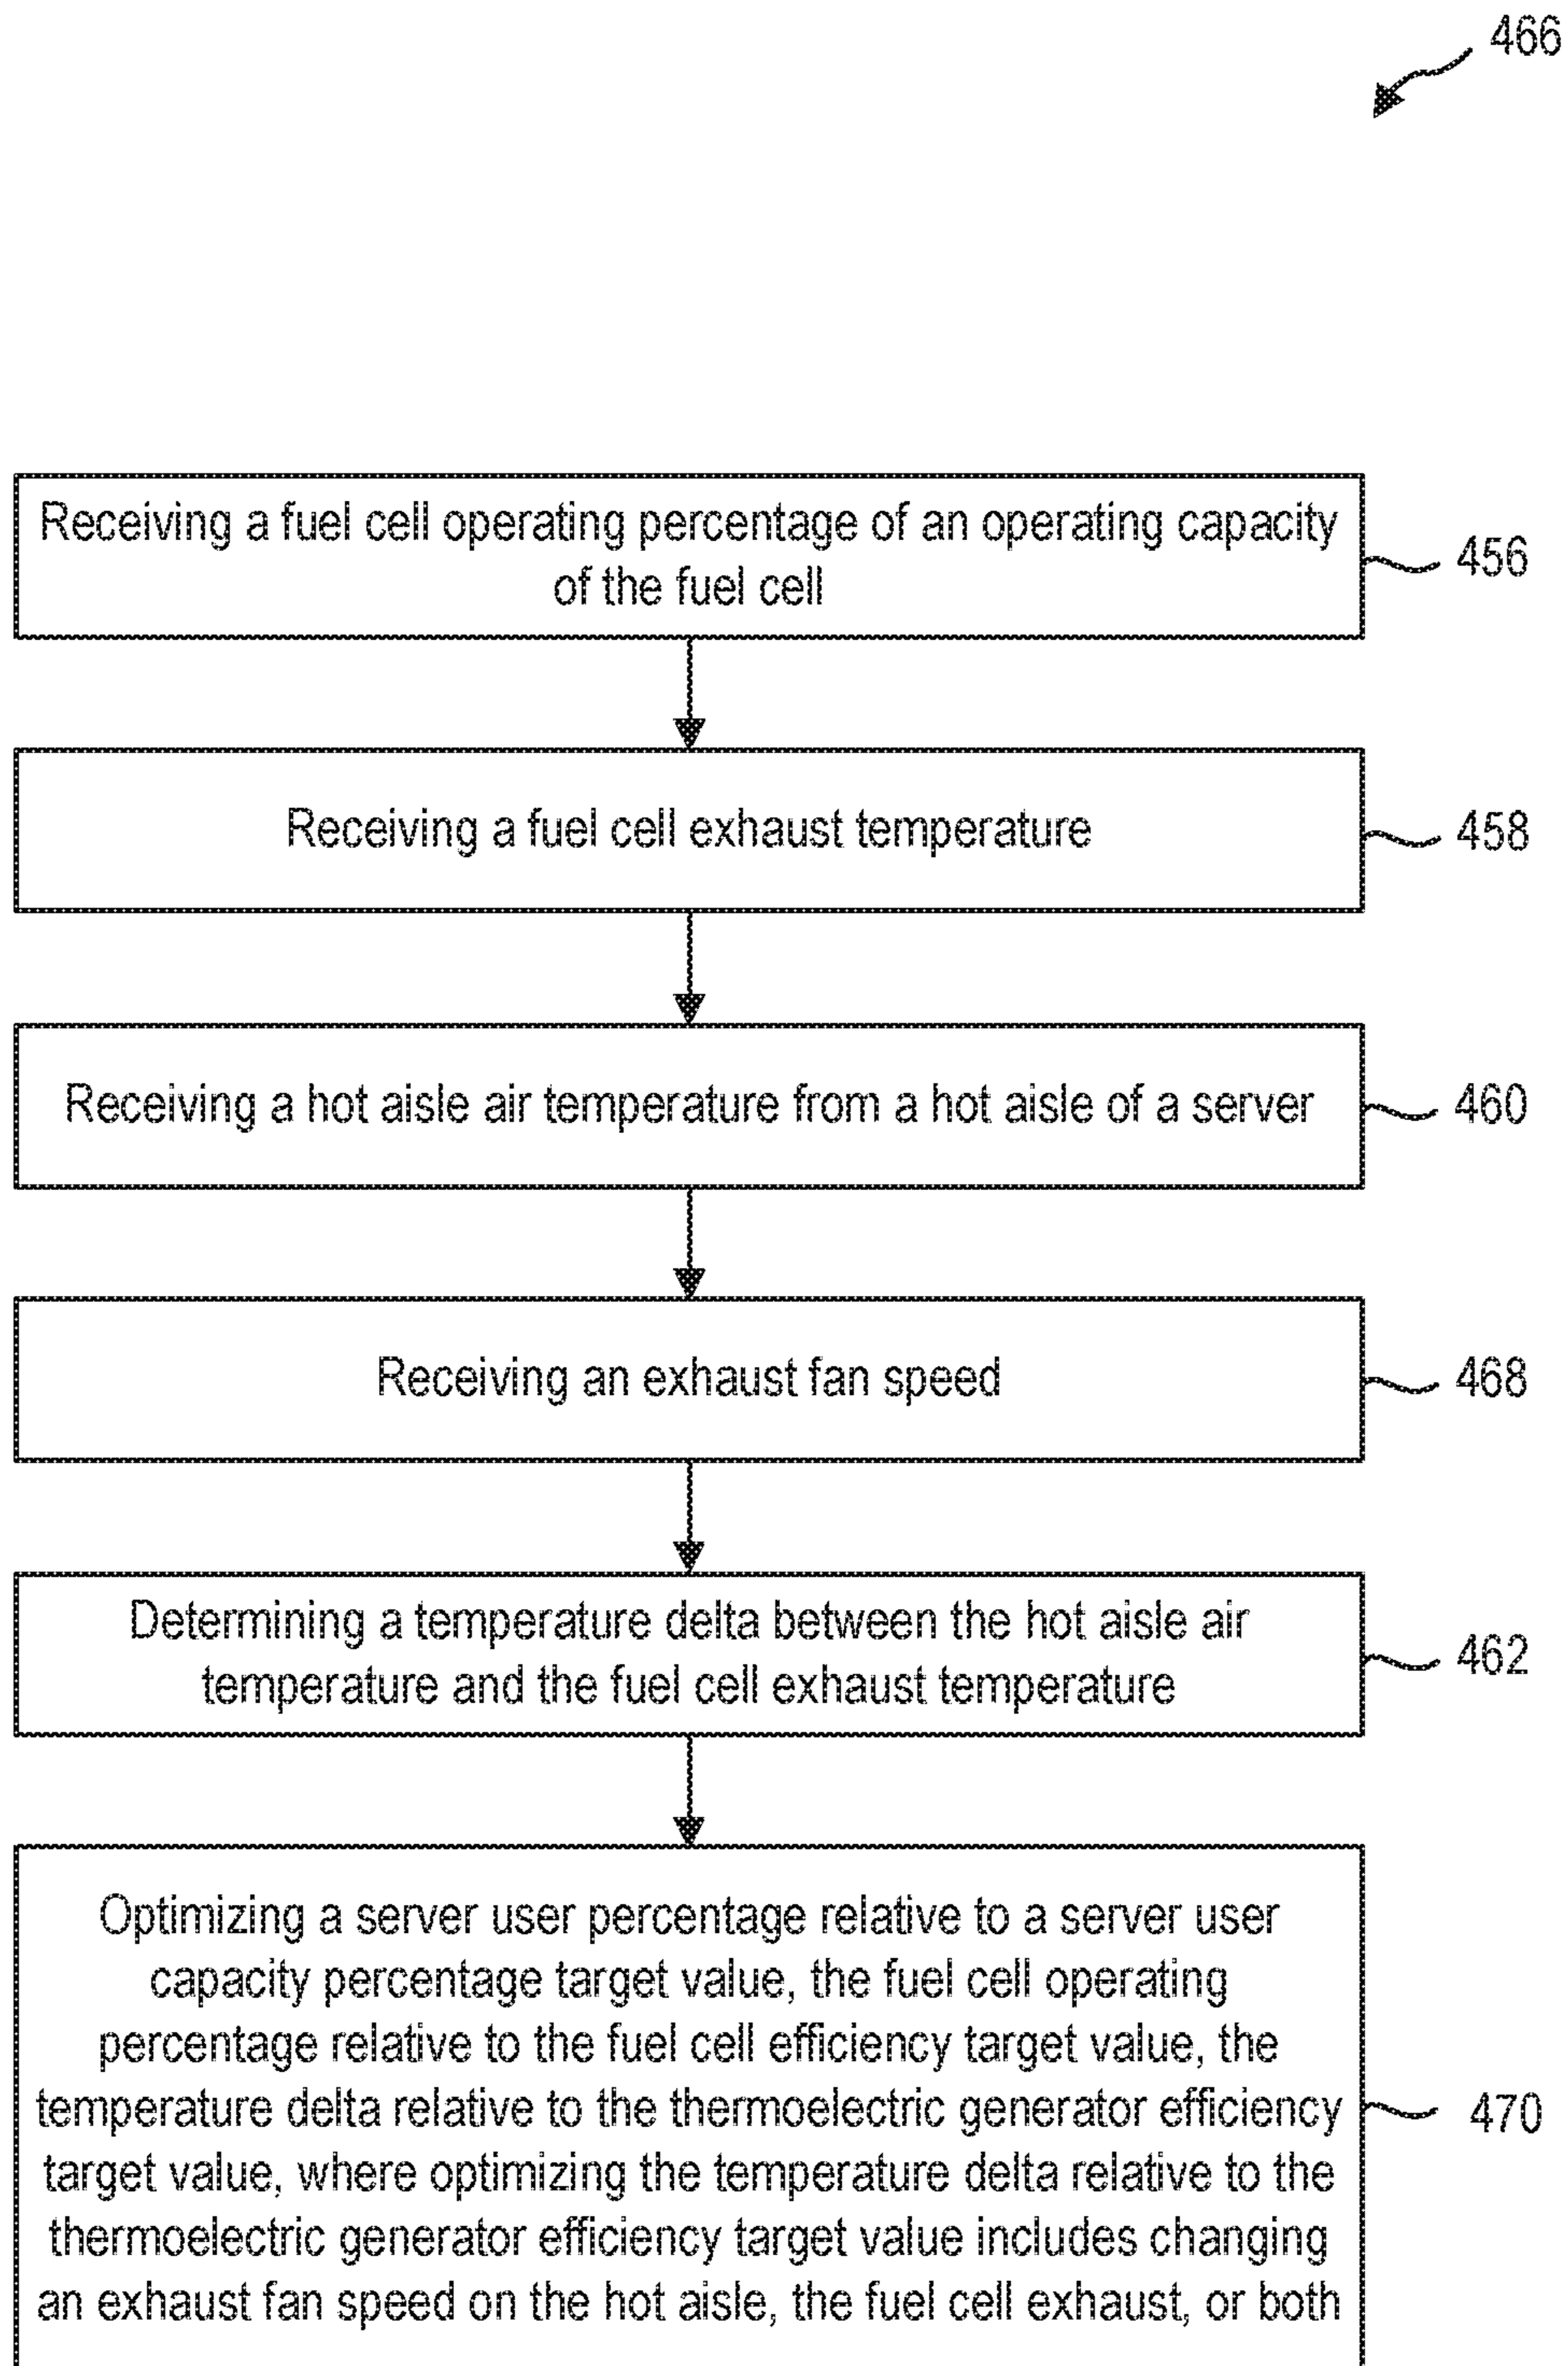 466
Receiving a fuel cell operating percentage of an operating capacity
of the fuel cell
456
Receiving a fuel cell exhaust temperature
458
Receiving a hot aisle air temperature from a hot aisle of a server
460
Receiving an exhaust fan speed
468
Determining a temperature delta between the hot aisle air
temperature and the fuel cell exhaust temperature
462
Optimizing a server user percentage relative to a server user
capacity percentage target value, the fuel cell operating
percentage relative to the fuel cell efficiency target value, the
temperature delta relative to the thermoelectric generator efficiency
target value, where optimizing the temperature delta relative to the
thermoelectric generator efficiency target value includes changing
an exhaust fan speed on the hot aisle, the fuel cell exhaust, or both
470